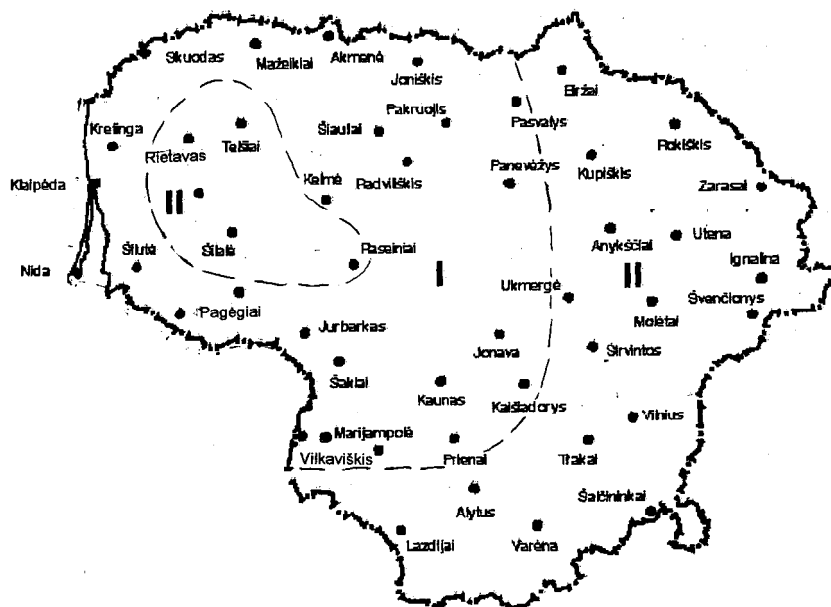 Skuodas
Mažeikiai
Akmenė
Joniškis
Biržai
Pakruojis
Pasvalys
Kretinga
Rietavas
Telšiai
Šiauliai
Rokiškis
Radviliškis
Panevėžys
Kupiškis
Klaipėda
II
Kelmė
Zarasai
Šilutė
Šilalė
Raseiniai
Anykščiai
Utena
Nida
I
II
Ignalina
Pagėgiai
Ukmergė
Molėtai
Švenčionys
Jurbarkas
Jonava
Širvintos
Šakiai
Kaunas
Kaišiadorys
Vilnius
Marijampolė
Vilkaviškis
Prienai
Trakai
Alytus
Šalčininkai
Lazdijai
Varėna